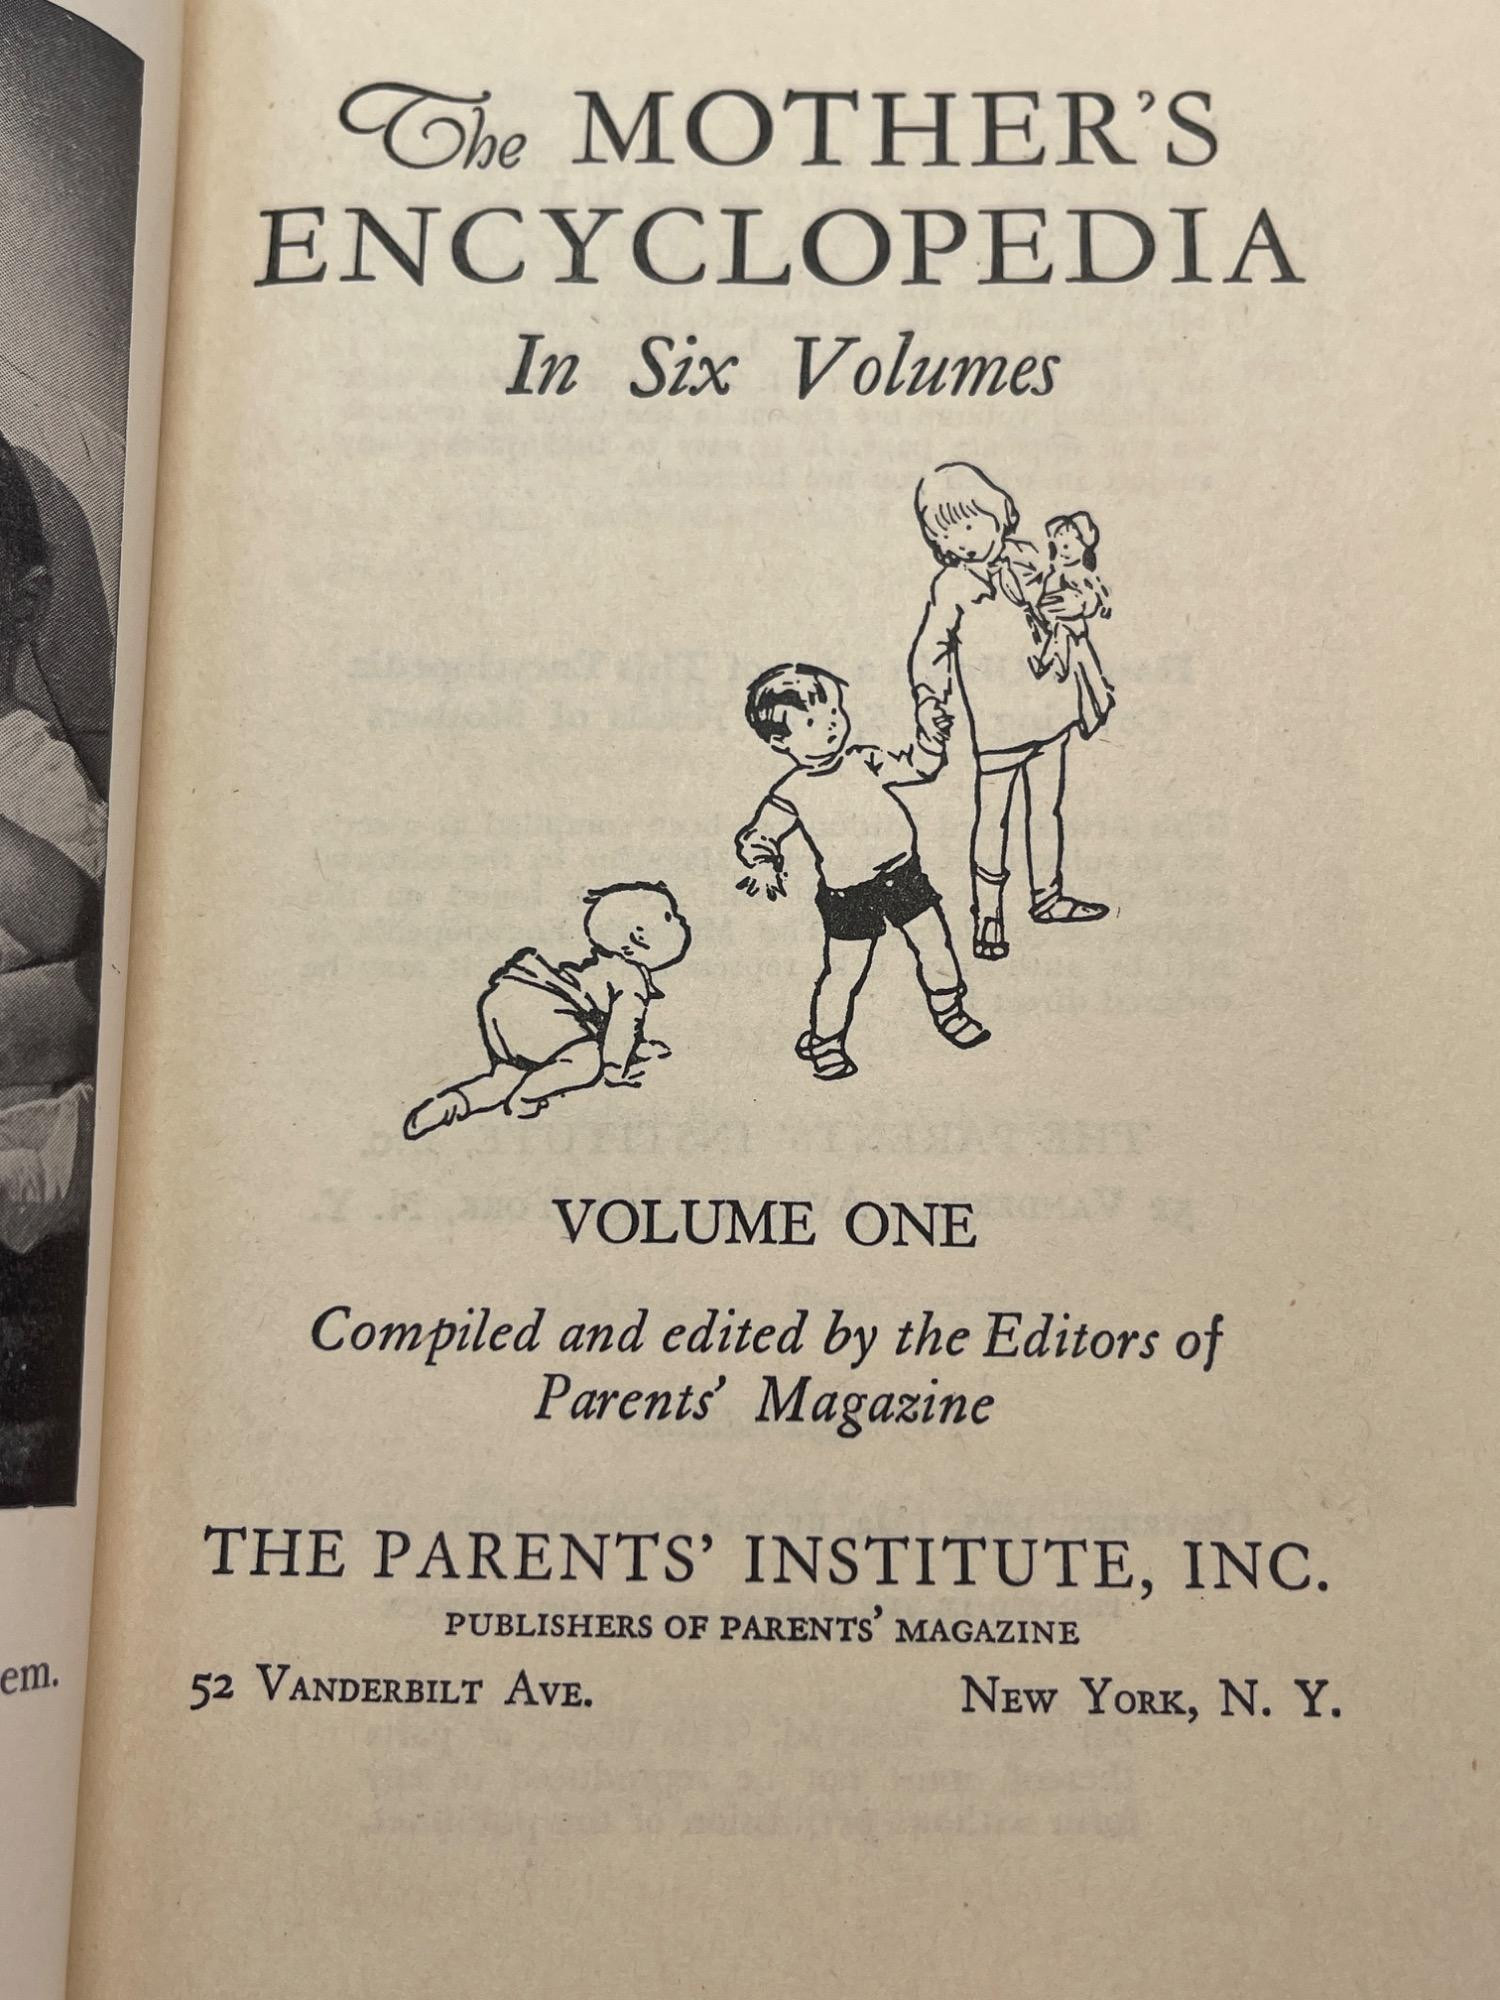 The MOTHER'S
ENCYCLOPEDIA
In Six Volumes
VOLUME ONE
Compiled and edited by the Editors of
Parents' Magazine
THE PARENTS' INSTITUTE, INC.
PUBLISHERS OF PARENTS' MAGAZINE
52 VANDERBILT AVE. NEW YORK, N. Y.
em.